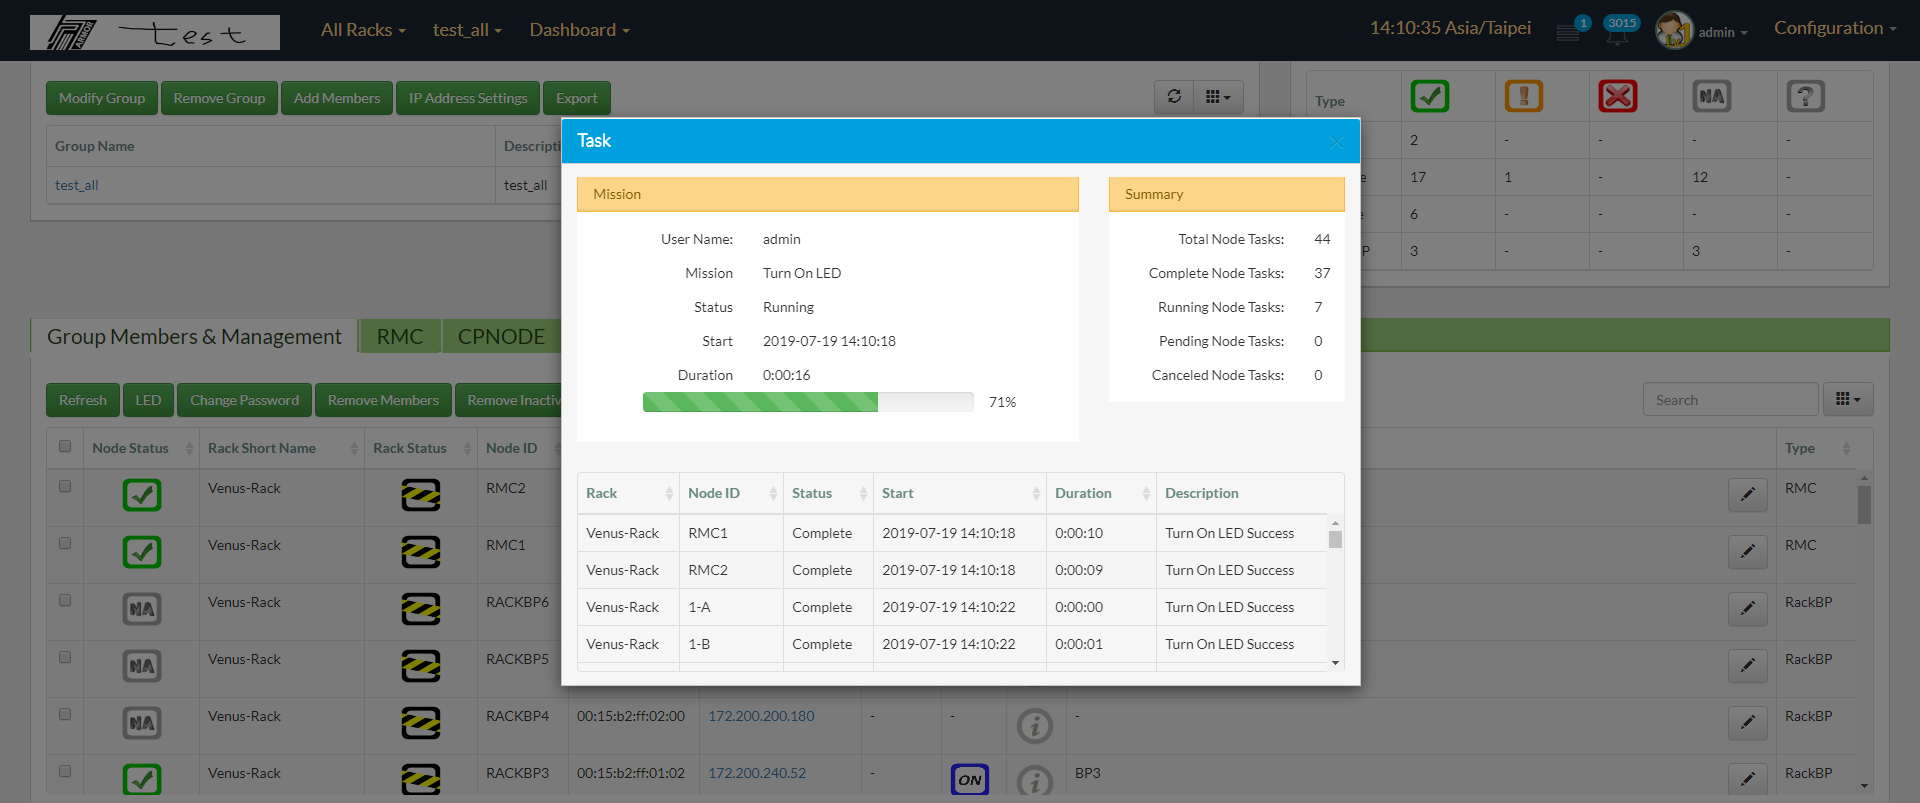 ARMOR test All Racks test_all Dashboard 14:10:35 Asia/Taipei 1 3015 admin Configuration
Modify Group Remove Group Add Members IP Address Settings Export
Group Name Descripti
test_all test_all
Type NA ?
2 - - - -
e 17 1 - 12 -
e 6 - - - -
P 3 - - 3 -
Task
Mission
User Name: admin
Mission Turn On LED
Status Running
Start 2019-07-19 14:10:18
Duration 0:00:16
71%
Summary
Total Node Tasks: 44
Complete Node Tasks: 37
Running Node Tasks: 7
Pending Node Tasks: 0
Canceled Node Tasks: 0
Rack Node ID Status Start Duration Description
Venus-Rack RMC1 Complete 2019-07-19 14:10:18 0:00:10 Turn On LED Success
Venus-Rack RMC2 Complete 2019-07-19 14:10:18 0:00:09 Turn On LED Success
Venus-Rack 1-A Complete 2019-07-19 14:10:22 0:00:00 Turn On LED Success
Venus-Rack 1-B Complete 2019-07-19 14:10:22 0:00:01 Turn On LED Success
Group Members & Management RMC CPNODE
Refresh LED Change Password Remove Members Remove Inactiv Search
Node Status Rack Short Name Rack Status Node ID Type
Venus-Rack RMC2 RMC
Venus-Rack RMC1 RMC
NA Venus-Rack RACKBP6 RackBP
NA Venus-Rack RACKBP5 RackBP
NA Venus-Rack RACKBP4 00:15:b2:ff:02:00 172.200.200.180 - - i - RackBP
Venus-Rack RACKBP3 00:15:b2:ff:01:02 172.200.240.52 - ON i BP3 RackBP